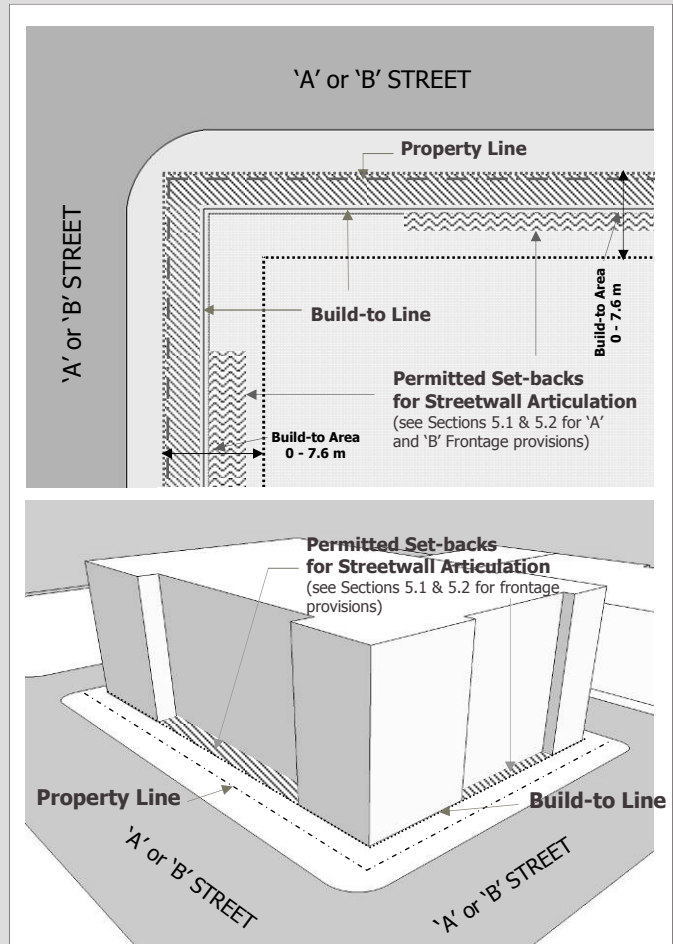 ‘A’ or ‘B’ STREET
Property Line
‘A’ or ‘B’ STREET
Build-to Area
0 - 7.6 m
Build-to Line
Permitted Set-backs
for Streetwall Articulation
(see Sections 5.1 & 5.2 for ‘A’
and ‘B’ Frontage provisions)
Build-to Area
0 - 7.6 m
Permitted Set-backs
for Streetwall Articulation
(see Sections 5.1 & 5.2 for frontage
provisions)
Property Line
Build-to Line
‘A’ or ‘B’ STREET
‘A’ or ‘B’ STREET